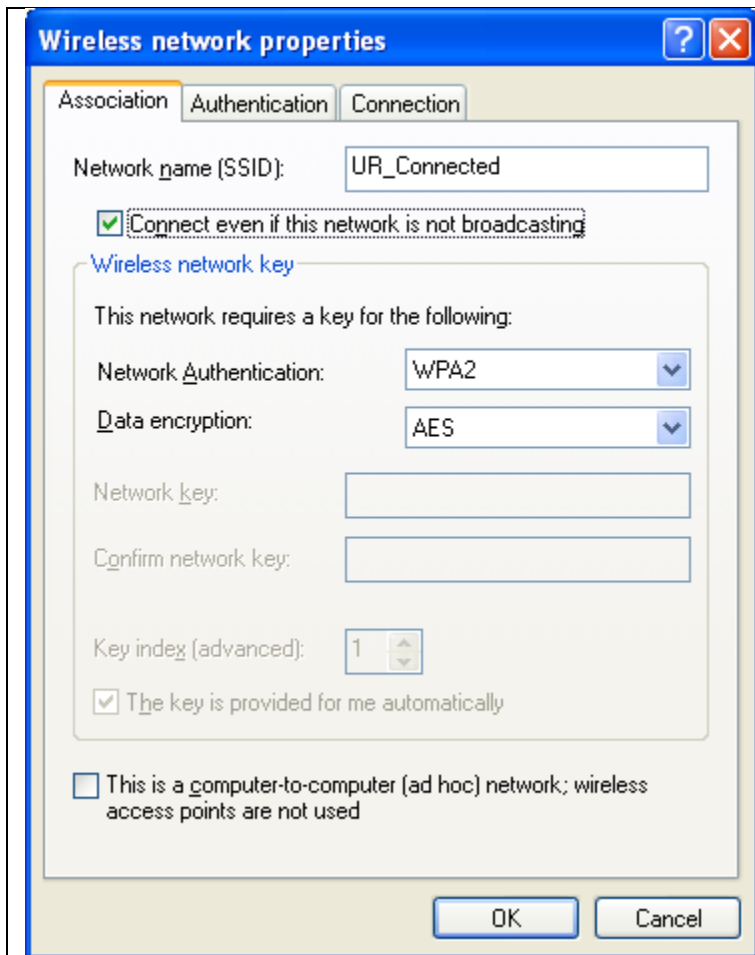 Wireless network properties
Association Authentication Connection
Network name (SSID): UR_Connected
Connect even if this network is not broadcasting
Wireless network key
This network requires a key for the following:
Network Authentication: WPA2
Data encryption: AES
Network key:
Confirm network key:
Key index (advanced): 1
The key is provided for me automatically
This is a computer-to-computer (ad hoc) network; wireless
access points are not used
OK Cancel